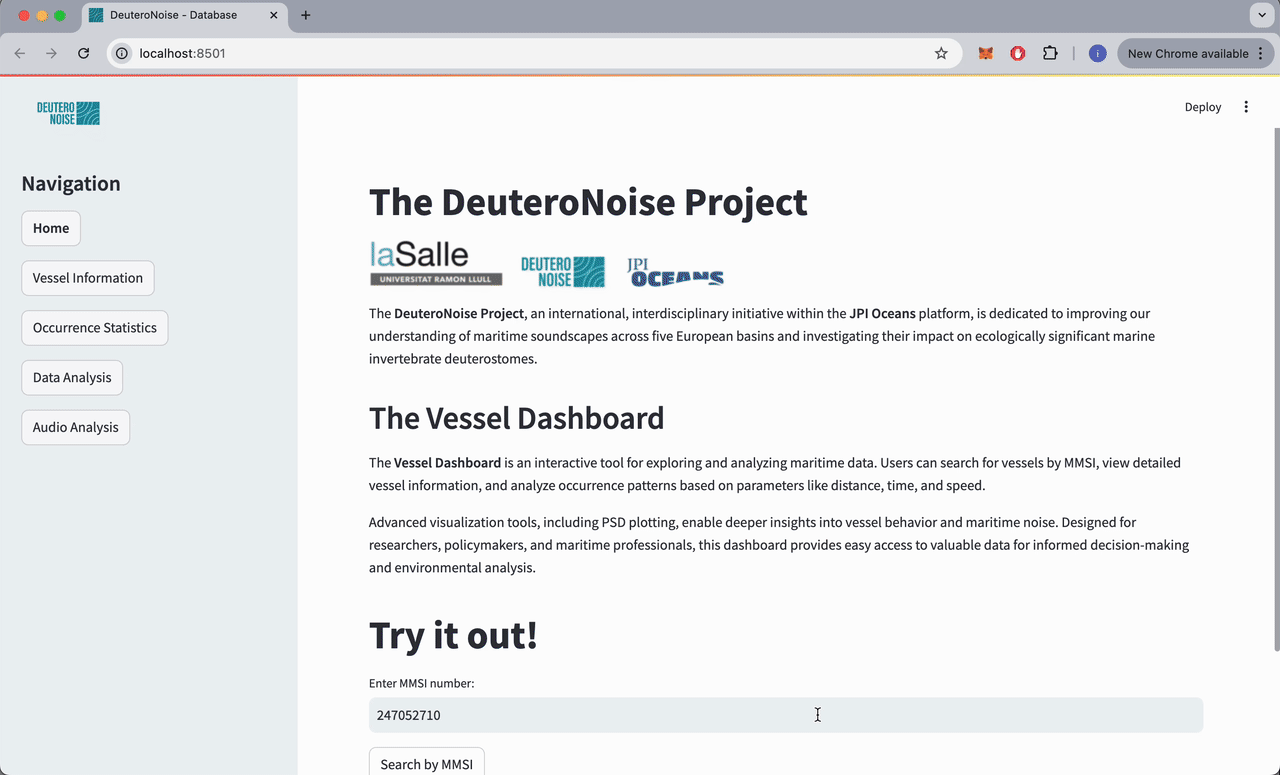 DeuteroNoise - Database
localhost:8501
i
New Chrome available
DEUTERO
NOISE
Deploy
Navigation
Home
Vessel Information
Occurrence Statistics
Data Analysis
Audio Analysis
The DeuteroNoise Project
laSalle
UNIVERSITAT RAMON LLULL
DEUTERO
NOISE
JPI
OCEANS
The DeuteroNoise Project, an international, interdisciplinary initiative within the JPI Oceans platform, is dedicated to improving our
understanding of maritime soundscapes across five European basins and investigating their impact on ecologically significant marine
invertebrate deuterostomes.
The Vessel Dashboard
The Vessel Dashboard is an interactive tool for exploring and analyzing maritime data. Users can search for vessels by MMSI, view detailed
vessel information, and analyze occurrence patterns based on parameters like distance, time, and speed.
Advanced visualization tools, including PSD plotting, enable deeper insights into vessel behavior and maritime noise. Designed for
researchers, policymakers, and maritime professionals, this dashboard provides easy access to valuable data for informed decision-making
and environmental analysis.
Try it out!
Enter MMSI number:
247052710
Search by MMSI